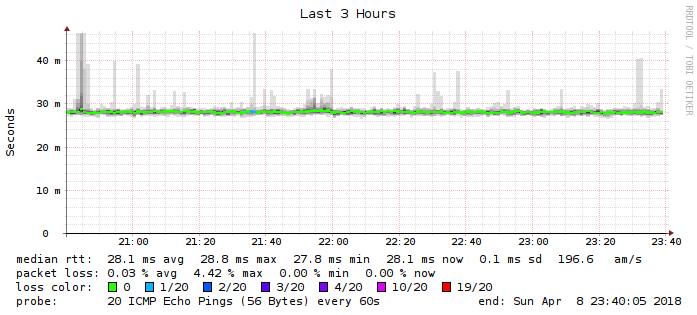 Last 3 Hours
RRDTOOL / TOBI OETIKER
Seconds
40 m
30 m
20 m
10 m
0
21:00 21:20 21:40 22:00 22:20 22:40 23:00 23:20 23:40
median rtt: 28.1 ms avg 28.8 ms max 27.8 ms min 28.1 ms now 0.1 ms sd 196.6 am/s
packet loss: 0.03 % avg 4.42 % max 0.00 % min 0.00 % now
loss color: 0 1/20 2/20 3/20 4/20 10/20 19/20
probe: 20 ICMP Echo Pings (56 Bytes) every 60s end: Sun Apr 8 23:40:05 2018